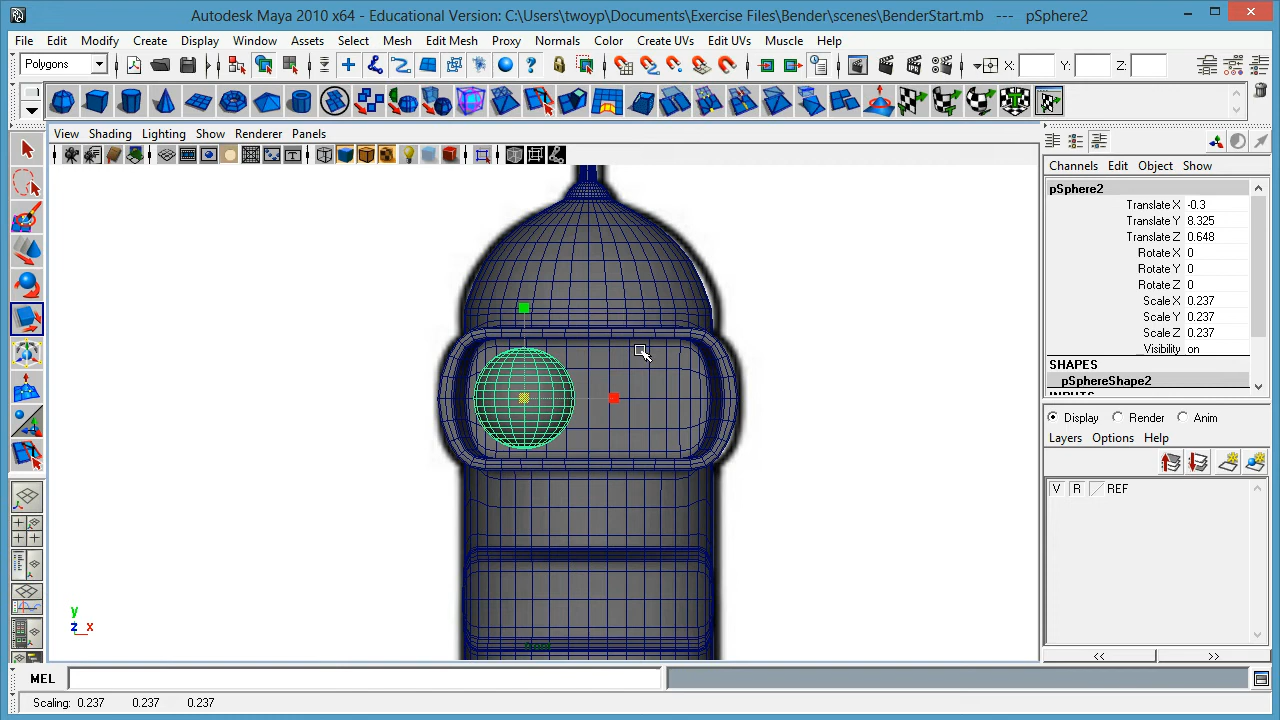 Autodesk Maya 2010 x64 - Educational Version: C:\Users\twoyp\Documents\Exercise Files\Bender\scenes\BenderStart.mb --- pSphere2
File Edit Modify Create Display Window Assets Select Mesh Edit Mesh Proxy Normals Color Create UVs Edit UVs Muscle Help
Polygons X: Y: Z:
View Shading Lighting Show Renderer Panels
Channels Edit Object Show
pSphere2
Translate X -0.3
Translate Y 8.325
Translate Z 0.648
Rotate X 0
Rotate Y 0
Rotate Z 0
Scale X 0.237
Scale Y 0.237
Scale Z 0.237
Visibility on
SHAPES
pSphereShape2
Display Render Anim
Layers Options Help
V R REF
y
z x
MEL
Scaling: 0.237 0.237 0.237